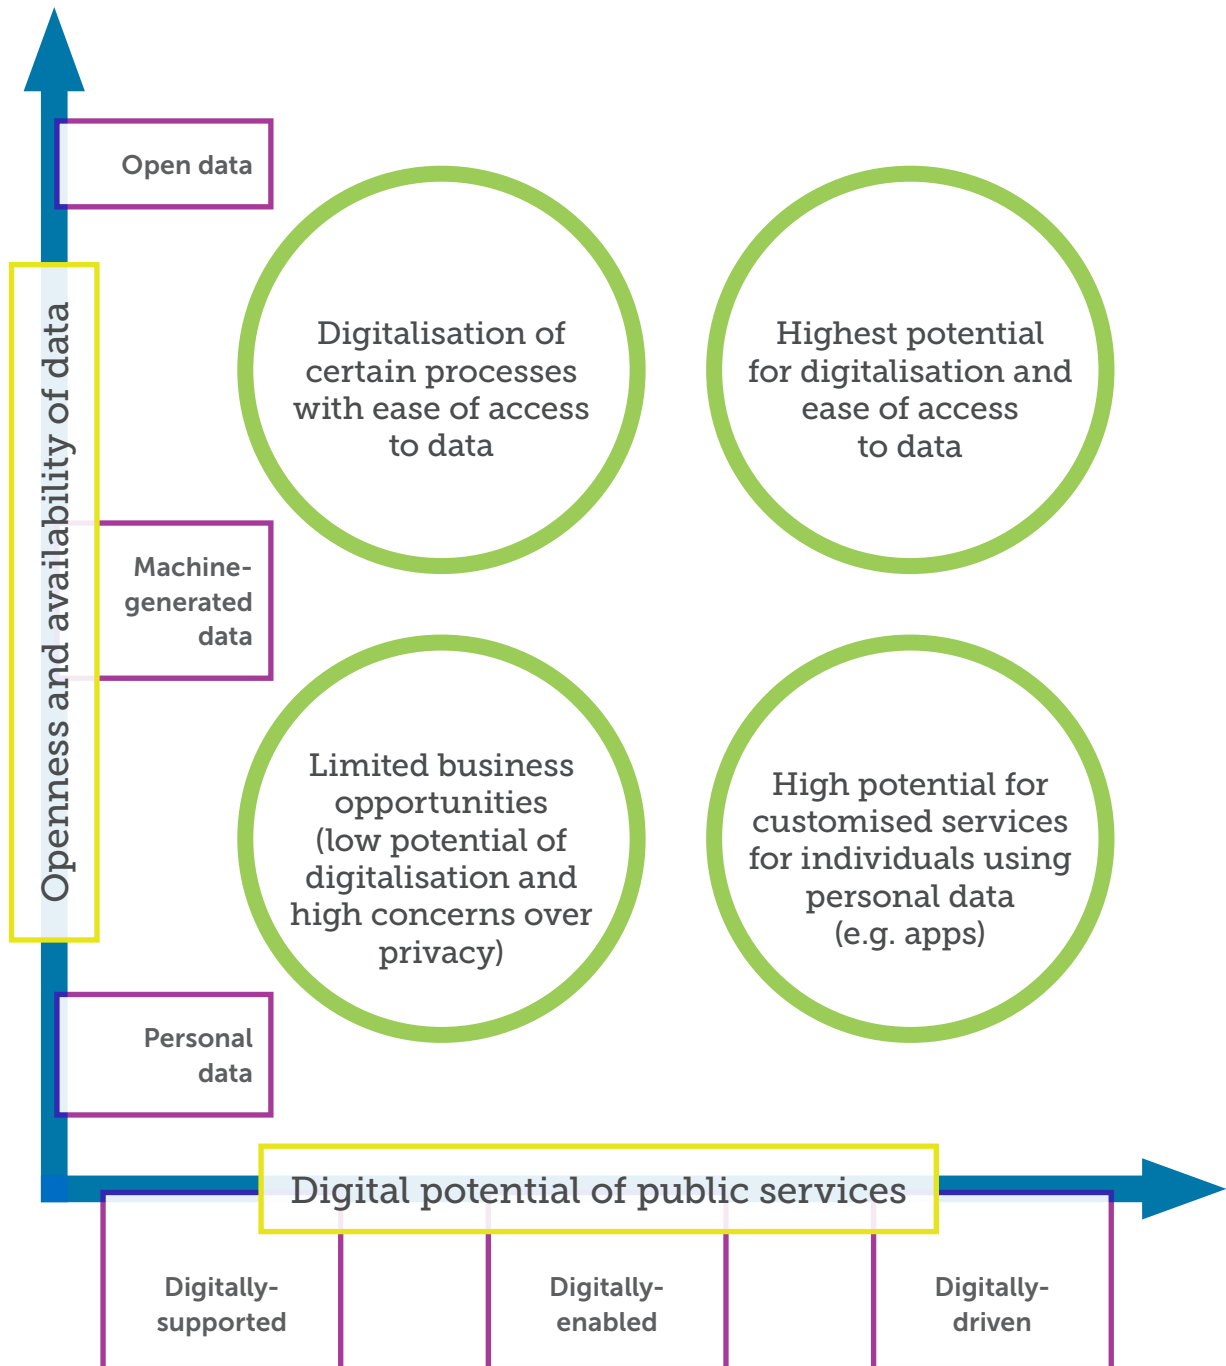 Open data
Openness and availability of data
Digitalisation of
certain processes
with ease of access
to data
Highest potential
for digitalisation and
ease of access
to data
Machine-
generated
data
Limited business
opportunities
(low potential of
digitalisation and
high concerns over
privacy)
High potential for
customised services
for individuals using
personal data
(e.g. apps)
Personal
data
Digital potential of public services
Digitally-
supported
Digitally-
enabled
Digitally-
driven